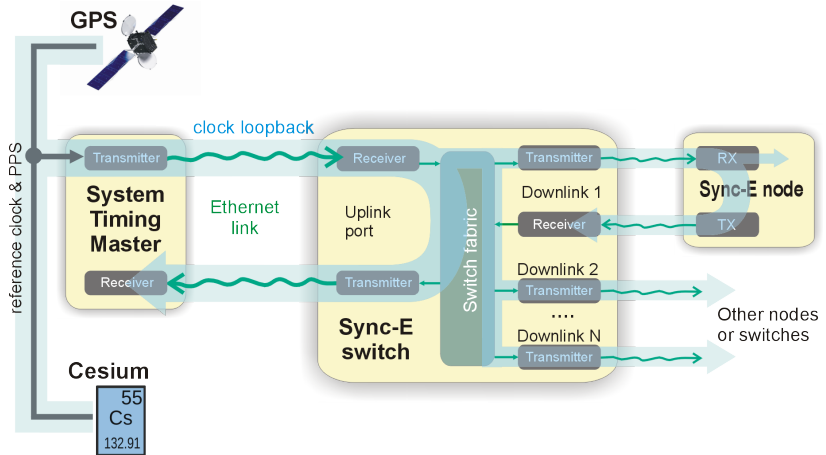 GPS
reference clock & PPS
clock loopback
Transmitter
System
Timing
Master
Receiver
Ethernet
link
Receiver
Uplink
port
Transmitter
Sync-E
switch
Switch fabric
Transmitter
Downlink 1
Receiver
Downlink 2
Transmitter
....
Downlink N
Transmitter
RX
Sync-E node
TX
Other nodes
or switches
Cesium
55
Cs
132.91